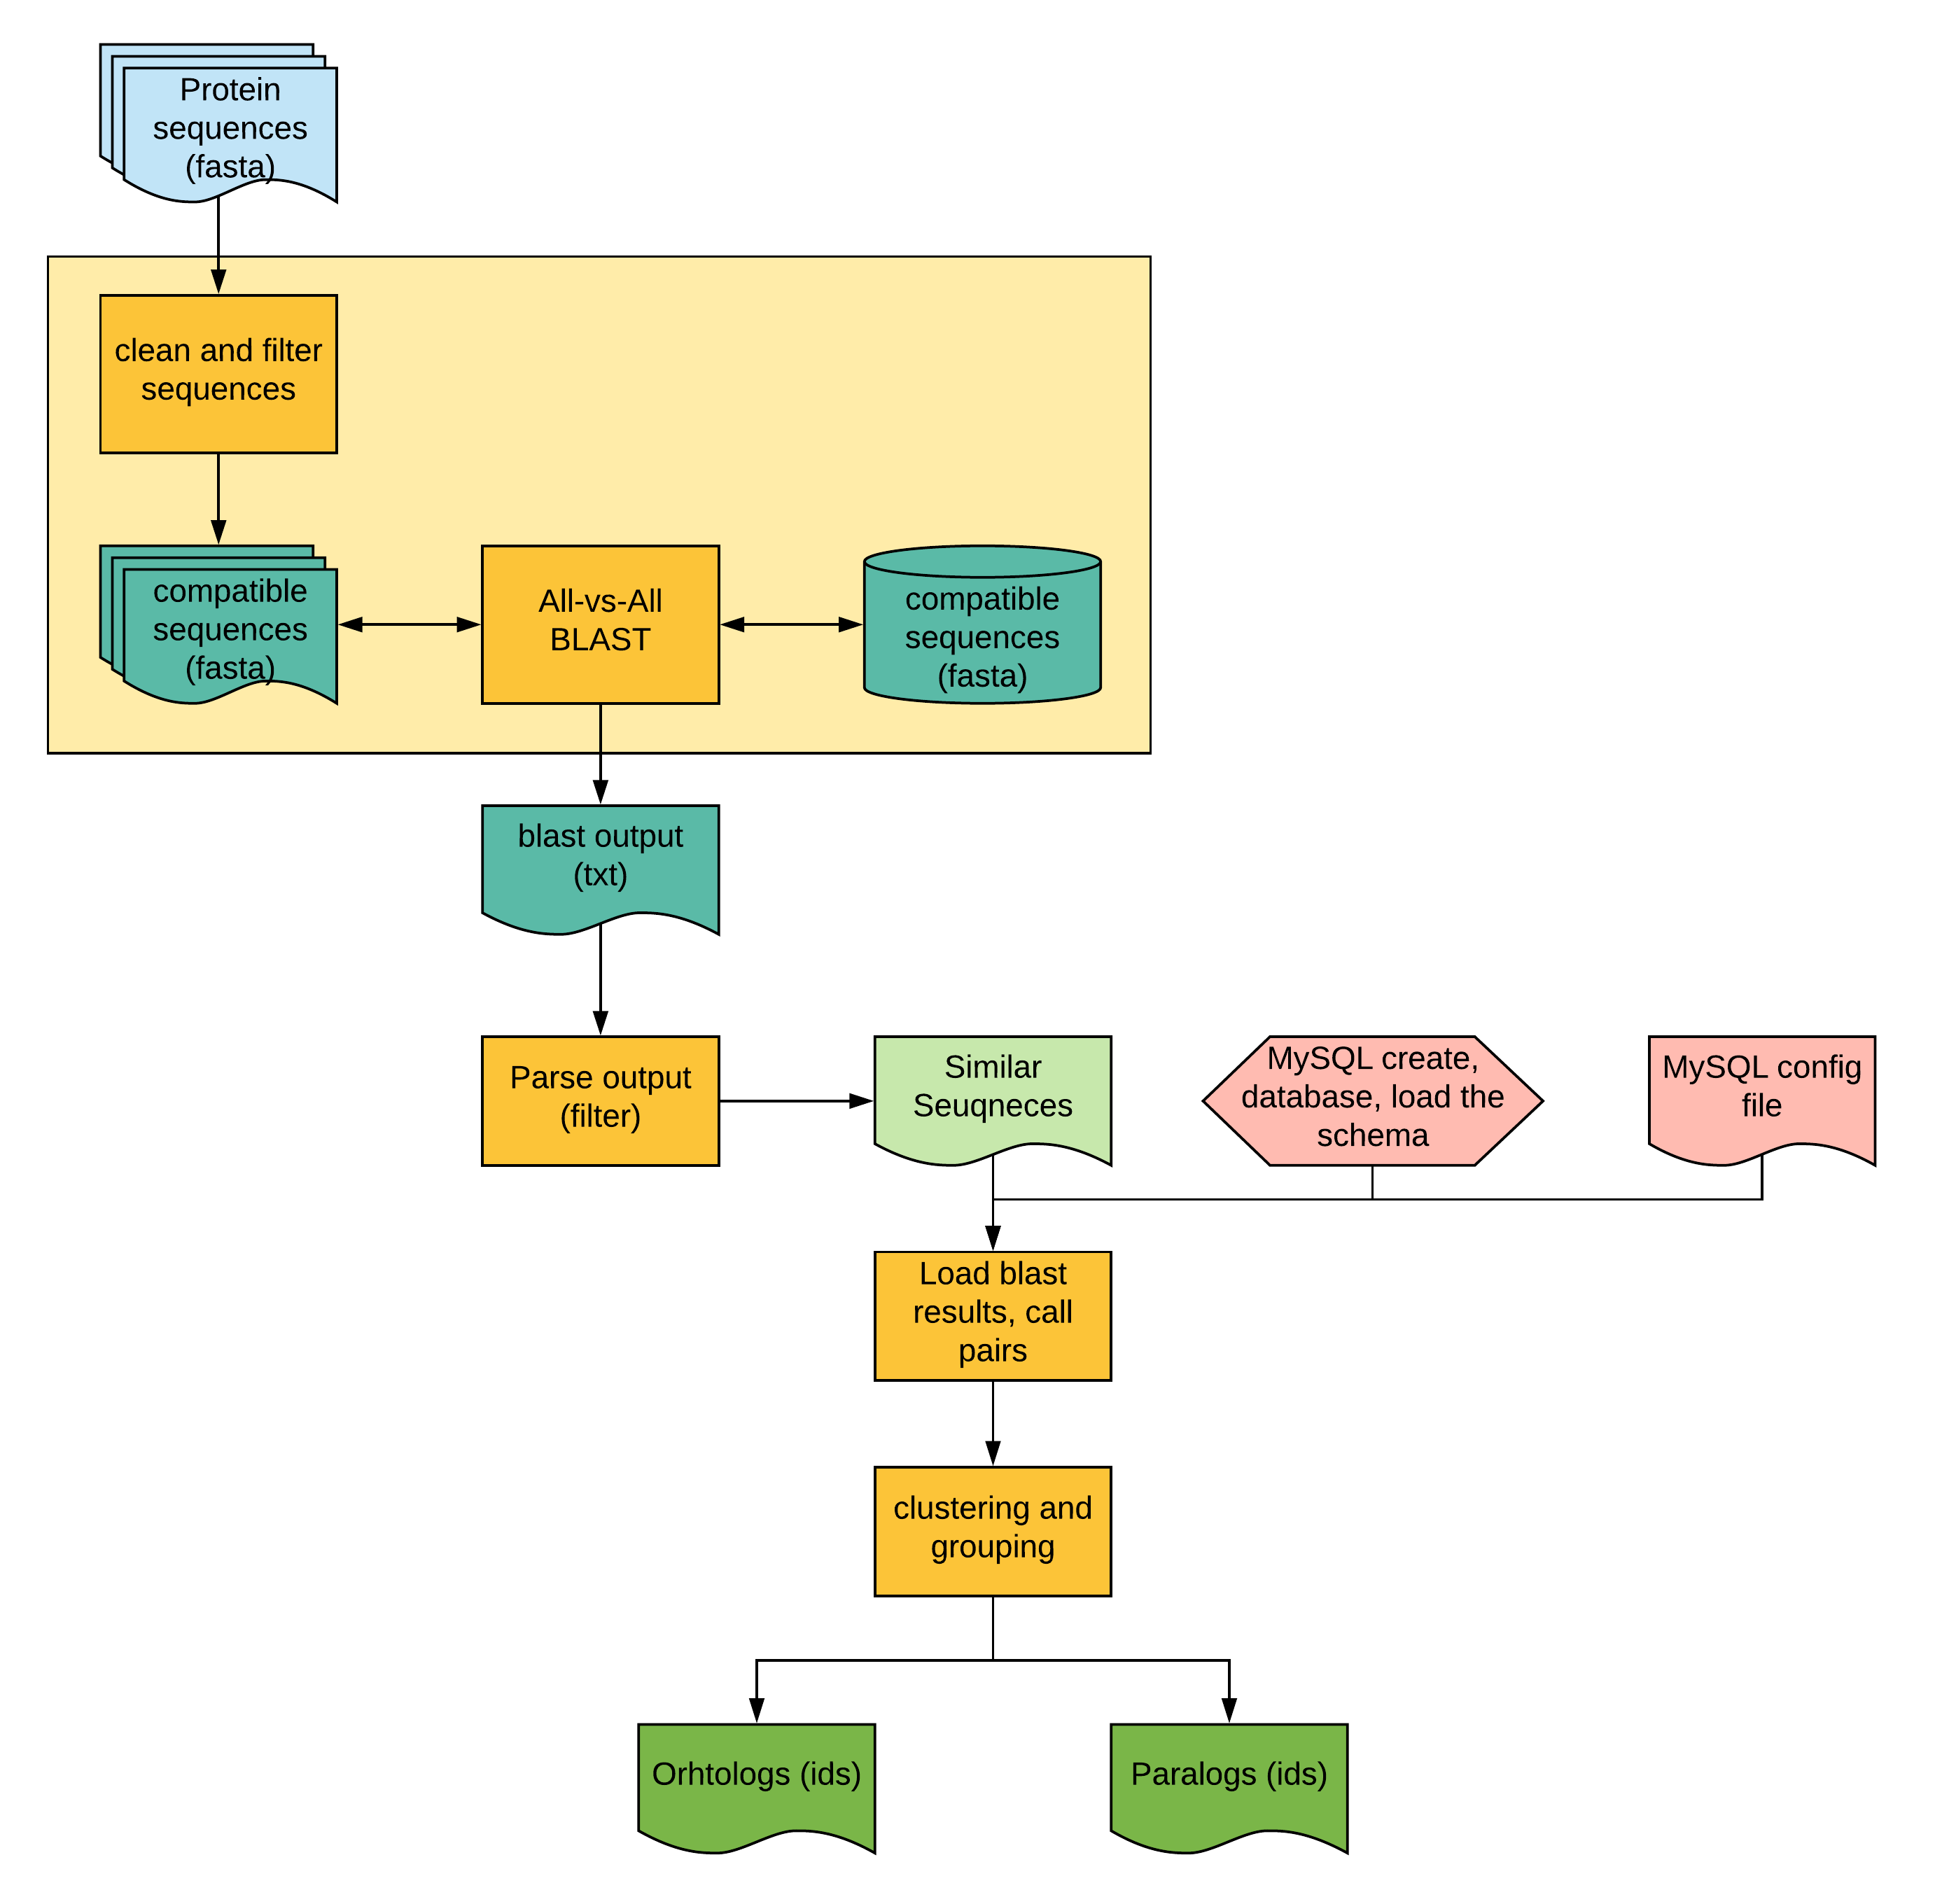 Protein
sequences
(fasta)
clean and filter
sequences
compatible
sequences
(fasta)
All-vs-All
BLAST
compatible
sequences
(fasta)
blast output
(txt)
Parse output
(filter)
Similar
Seuqneces
MySQL create,
database, load the
schema
MySQL config
file
Load blast
results, call
pairs
clustering and
grouping
Orhtologs (ids)
Paralogs (ids)